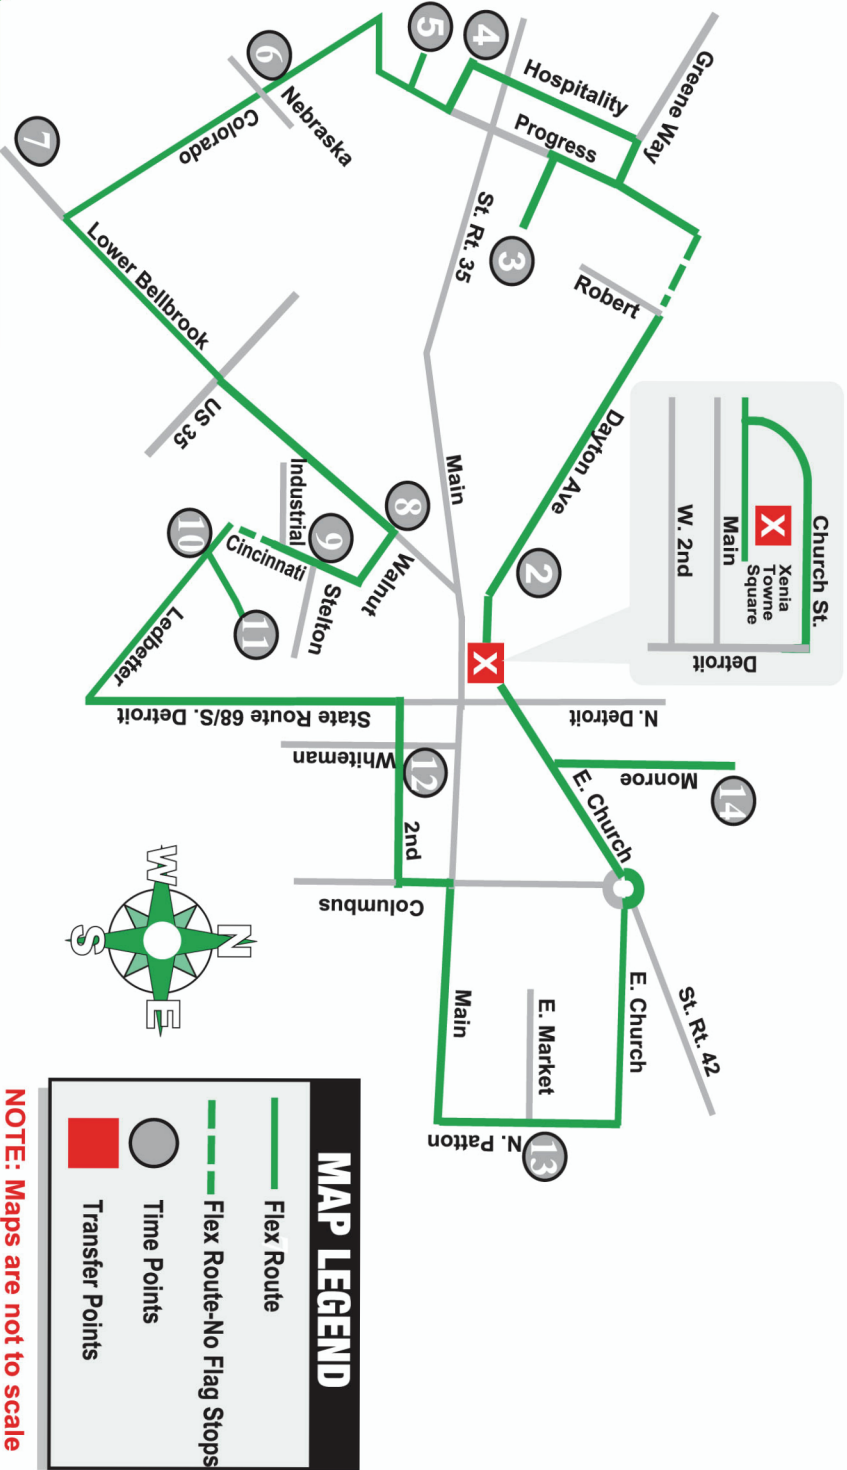 Greene Way
Hospitality
Progress
5
4
6
Nebraska
Colorado
7
St. Rt. 35
3
Robert
Lower Bellbrook
US 35
Dayton Ave
Main
2
8
Walnut
Industrial
9
Cincinnati
Stelton
10
11
Ledbetter
Church St.
X
Xenia
Towne
Square
Main
W. 2nd
Detroit
X
N. Detroit
State Route 68/S. Detroit
Whiteman
12
2nd
Monroe
14
E. Church
Columbus
St. Rt. 42
E. Church
E. Market
Main
N. Patton
13
N
W
E
S
MAP LEGEND
Flex Route
Flex Route-No Flag Stops
Time Points
Transfer Points
NOTE: Maps are not to scale